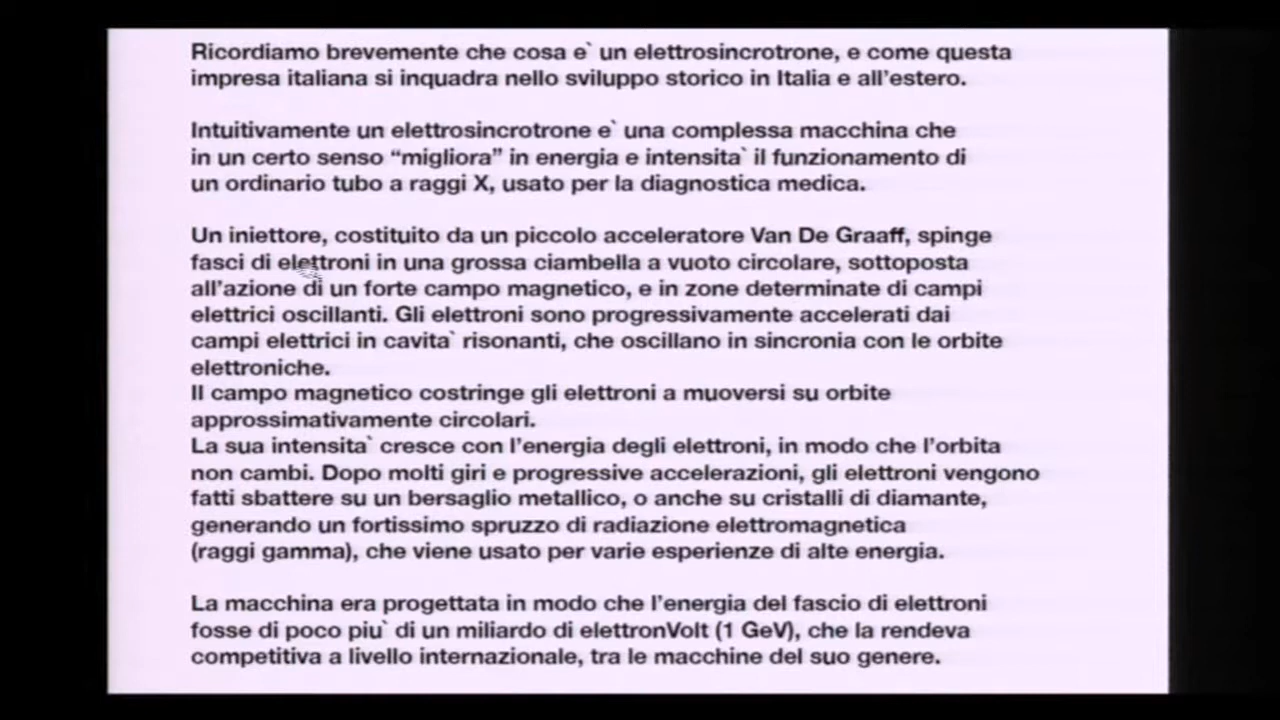 Ricordiamo brevemente che cosa e` un elettrosincrotrone, e come questa
impresa italiana si inquadra nello sviluppo storico in Italia e all'estero.
Intuitivamente un elettrosincrotrone e` una complessa macchina che
in un certo senso “migliora” in energia e intensita` il funzionamento di
un ordinario tubo a raggi X, usato per la diagnostica medica.
Un iniettore, costituito da un piccolo acceleratore Van De Graaff, spinge
fasci di elettroni in una grossa ciambella a vuoto circolare, sottoposta
all'azione di un forte campo magnetico, e in zone determinate di campi
elettrici oscillanti. Gli elettroni sono progressivamente accelerati dai
campi elettrici in cavita` risonanti, che oscillano in sincronia con le orbite
elettroniche.
Il campo magnetico costringe gli elettroni a muoversi su orbite
approssimativamente circolari.
La sua intensita` cresce con l'energia degli elettroni, in modo che l'orbita
non cambi. Dopo molti giri e progressive accelerazioni, gli elettroni vengono
fatti sbattere su un bersaglio metallico, o anche su cristalli di diamante,
generando un fortissimo spruzzo di radiazione elettromagnetica
(raggi gamma), che viene usato per varie esperienze di alte energia.
La macchina era progettata in modo che l'energia del fascio di elettroni
fosse di poco piu` di un miliardo di elettronVolt (1 GeV), che la rendeva
competitiva a livello internazionale, tra le macchine del suo genere.